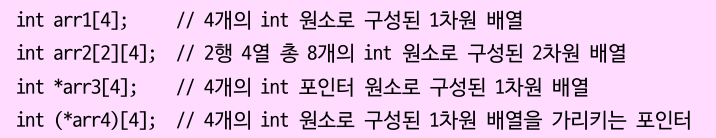 int arr1[4];     // 4개의 int 원소로 구성된 1차원 배열
int arr2[2][4];  // 2행 4열 총 8개의 int 원소로 구성된 2차원 배열
int *arr3[4];    // 4개의 int 포인터 원소로 구성된 1차원 배열
int (*arr4)[4];  // 4개의 int 원소로 구성된 1차원 배열을 가리키는 포인터